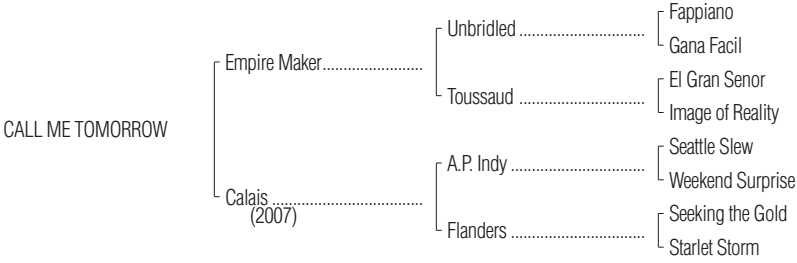 Fappiano
Unbridled ..............................
Gana Facil
Empire Maker........................
El Gran Senor
Toussaud ..............................
Image of Reality
CALL ME TOMORROW
Seattle Slew
A.P. Indy ................................
Weekend Surprise
Calais ....................................
(2007)
Seeking the Gold
Flanders ................................
Starlet Storm